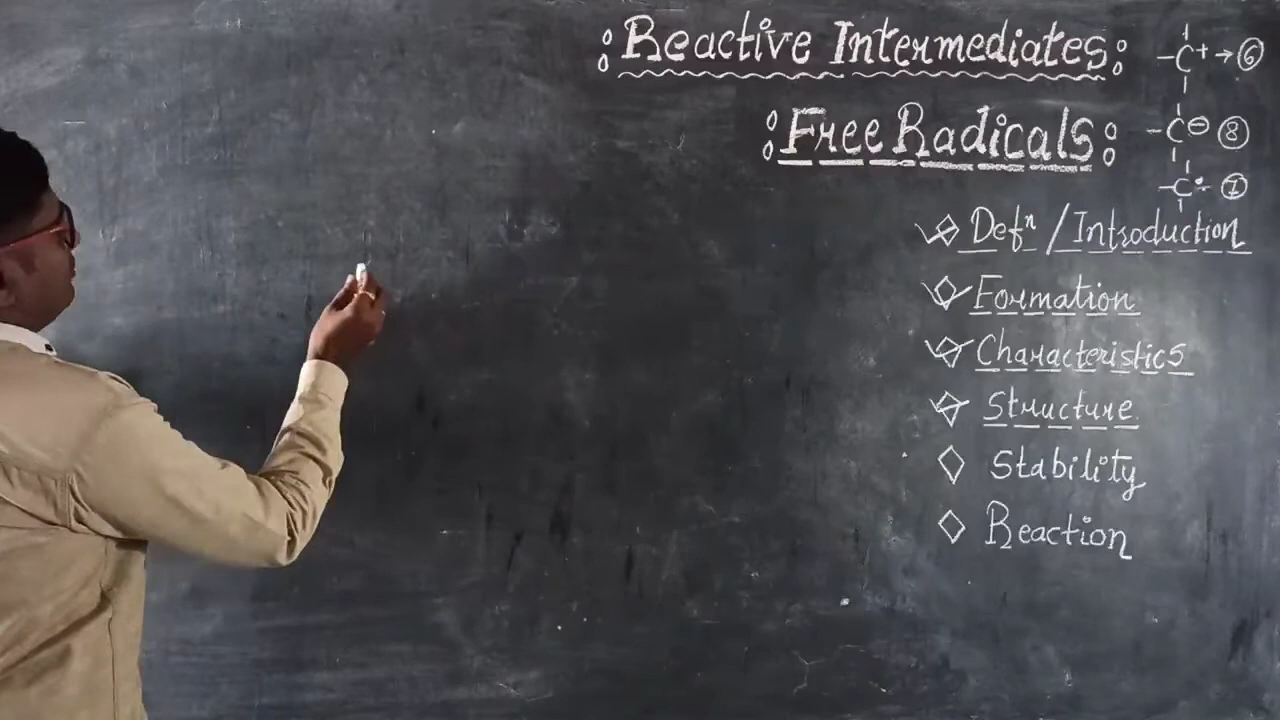 Reactive Intermediates
-C+ → 6
Free Radicals
-C⊖ 8
-C•- 7
Defⁿ/Introduction
Formation
Characteristics
Structure
Stability
Reaction